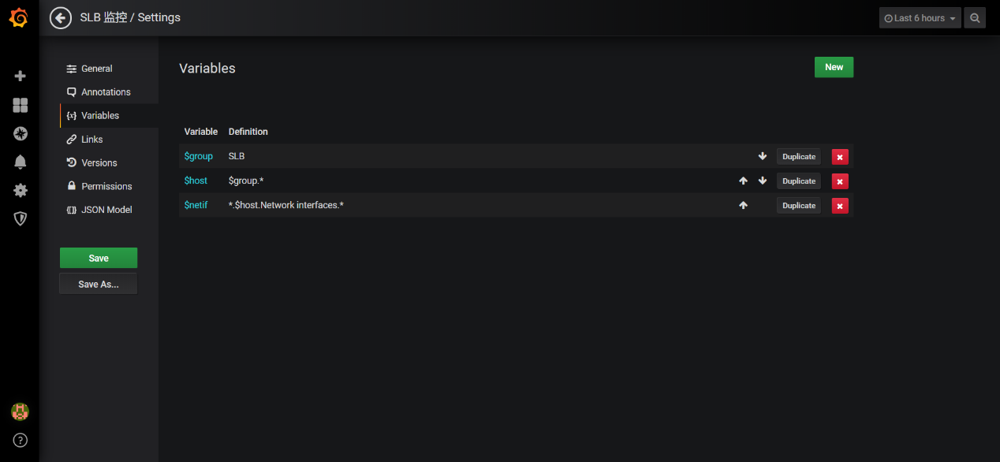 SLB 监控 / Settings
Last 6 hours
General
Annotations
Variables
Links
Versions
Permissions
JSON Model
Save
Save As...
Variables
New
Variable Definition
$group SLB Duplicate
$host $group.* Duplicate
$netif *.$host.Network interfaces.* Duplicate